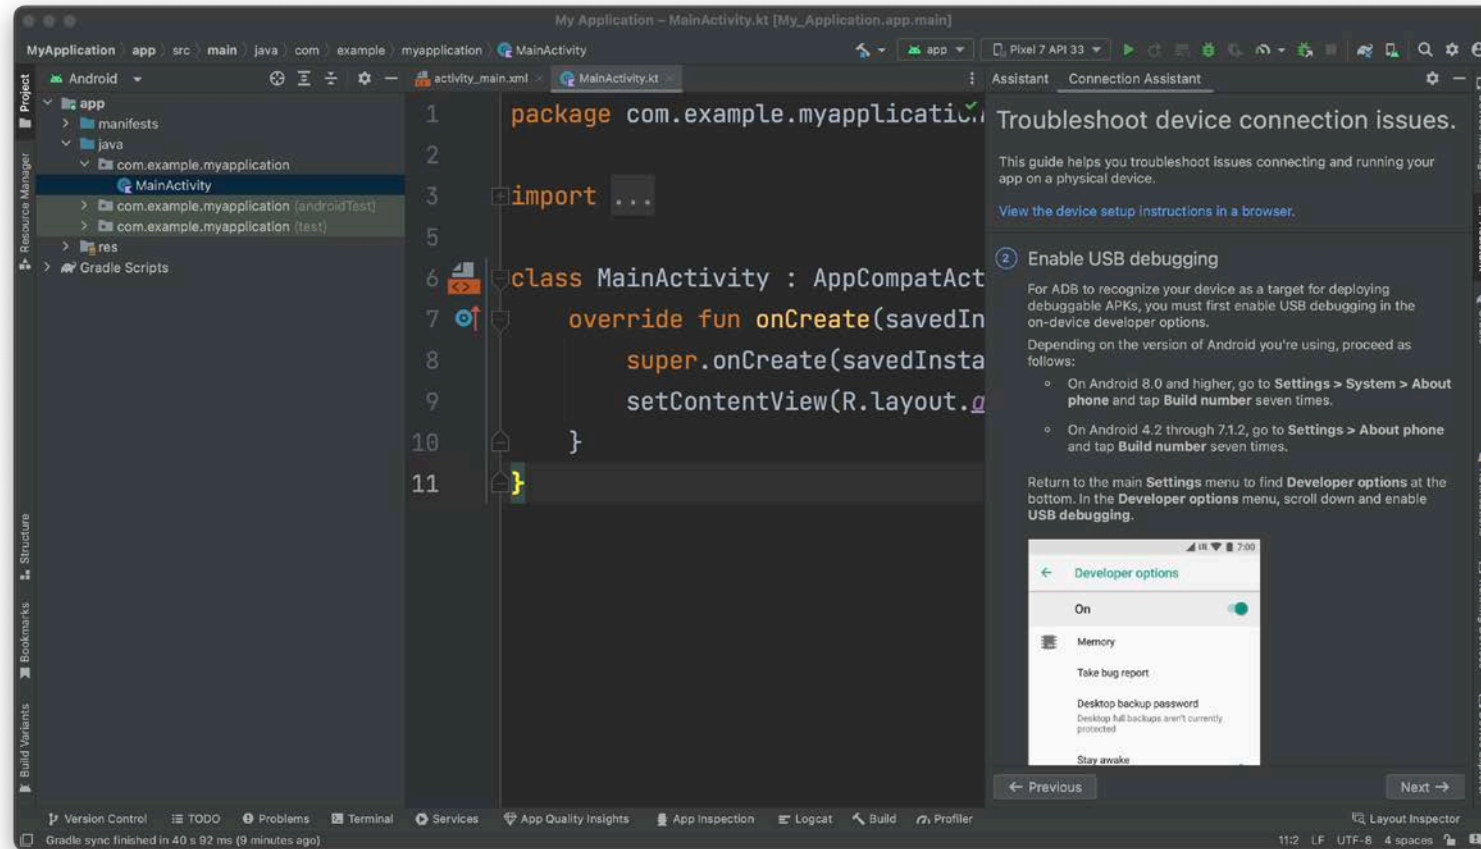 My Application – MainActivity.kt [My_Application.app.main]
MyApplication app src main java com example myapplication MainActivity
app Pixel 7 API 33
Project
Resource Manager
Structure
Bookmarks
Build Variants
Android
app
manifests
java
com.example.myapplication
MainActivity
com.example.myapplication (androidTest)
com.example.myapplication (test)
res
Gradle Scripts
activity_main.xml MainActivity.kt
1 package com.example.myapplication
2
3 import ...
5
6 class MainActivity : AppCompatAct
7 override fun onCreate(savedIn
8 super.onCreate(savedInsta
9 setContentView(R.layout.a
10 }
11 }
Assistant Connection Assistant
Troubleshoot device connection issues.
This guide helps you troubleshoot issues connecting and running your
app on a physical device.
View the device setup instructions in a browser.
2 Enable USB debugging
For ADB to recognize your device as a target for deploying
debuggable APKs, you must first enable USB debugging in the
on-device developer options.
Depending on the version of Android you're using, proceed as
follows:
On Android 8.0 and higher, go to Settings > System > About
phone and tap Build number seven times.
On Android 4.2 through 7.1.2, go to Settings > About phone
and tap Build number seven times.
Return to the main Settings menu to find Developer options at the
bottom. In the Developer options menu, scroll down and enable
USB debugging.
LTE 7:00
Developer options
On
Memory
Take bug report
Desktop backup password
Desktop full backups aren't currently
protected
Stay awake
← Previous Next →
Version Control TODO Problems Terminal Services App Quality Insights App Inspection Logcat Build Profiler Layout Inspector
Gradle sync finished in 40 s 92 ms (9 minutes ago) 11:2 LF UTF-8 4 spaces